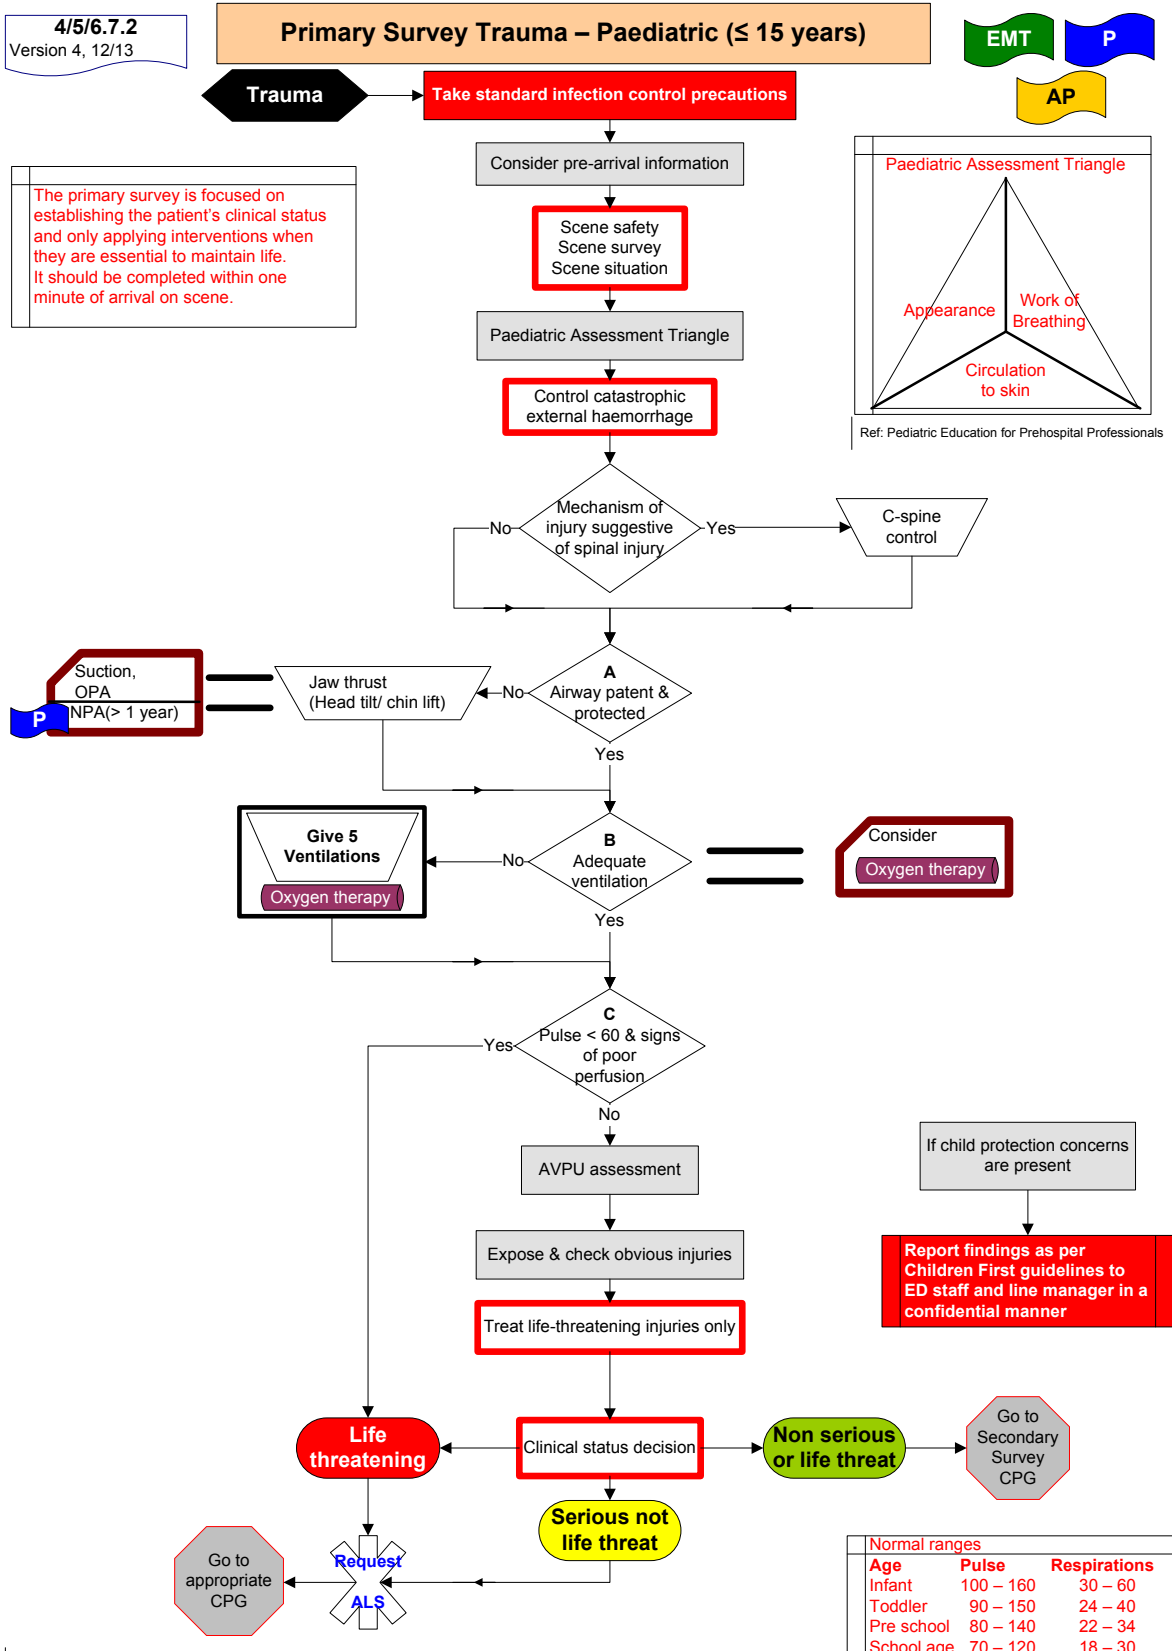 4/5/6.7.2
Version 4, 12/13
Primary Survey Trauma – Paediatric (≤ 15 years)
EMT
P
AP
Trauma
Take standard infection control precautions
Consider pre-arrival information
The primary survey is focused on
establishing the patient's clinical status
and only applying interventions when
they are essential to maintain life.
It should be completed within one
minute of arrival on scene.
Scene safety
Scene survey
Scene situation
Paediatric Assessment Triangle
Appearance
Work of
Breathing
Circulation
to skin
Ref: Pediatric Education for Prehospital Professionals
Paediatric Assessment Triangle
Control catastrophic
external haemorrhage
Mechanism of
injury suggestive
of spinal injury
No
Yes
C-spine
control
A
Airway patent &
protected
No
Yes
Jaw thrust
(Head tilt/ chin lift)
Suction,
OPA
P
NPA(> 1 year)
B
Adequate
ventilation
No
Yes
Give 5
Ventilations
Oxygen therapy
Consider
Oxygen therapy
C
Pulse < 60 & signs
of poor
perfusion
Yes
No
AVPU assessment
Expose & check obvious injuries
Treat life-threatening injuries only
If child protection concerns
are present
Report findings as per
Children First guidelines to
ED staff and line manager in a
confidential manner
Life
threatening
Clinical status decision
Non serious
or life threat
Go to
Secondary
Survey
CPG
Serious not
life threat
Request
ALS
Go to
appropriate
CPG
Normal ranges
Age Pulse Respirations
Infant 100 – 160 30 – 60
Toddler 90 – 150 24 – 40
Pre school 80 – 140 22 – 34
School age 70 – 120 18 – 30